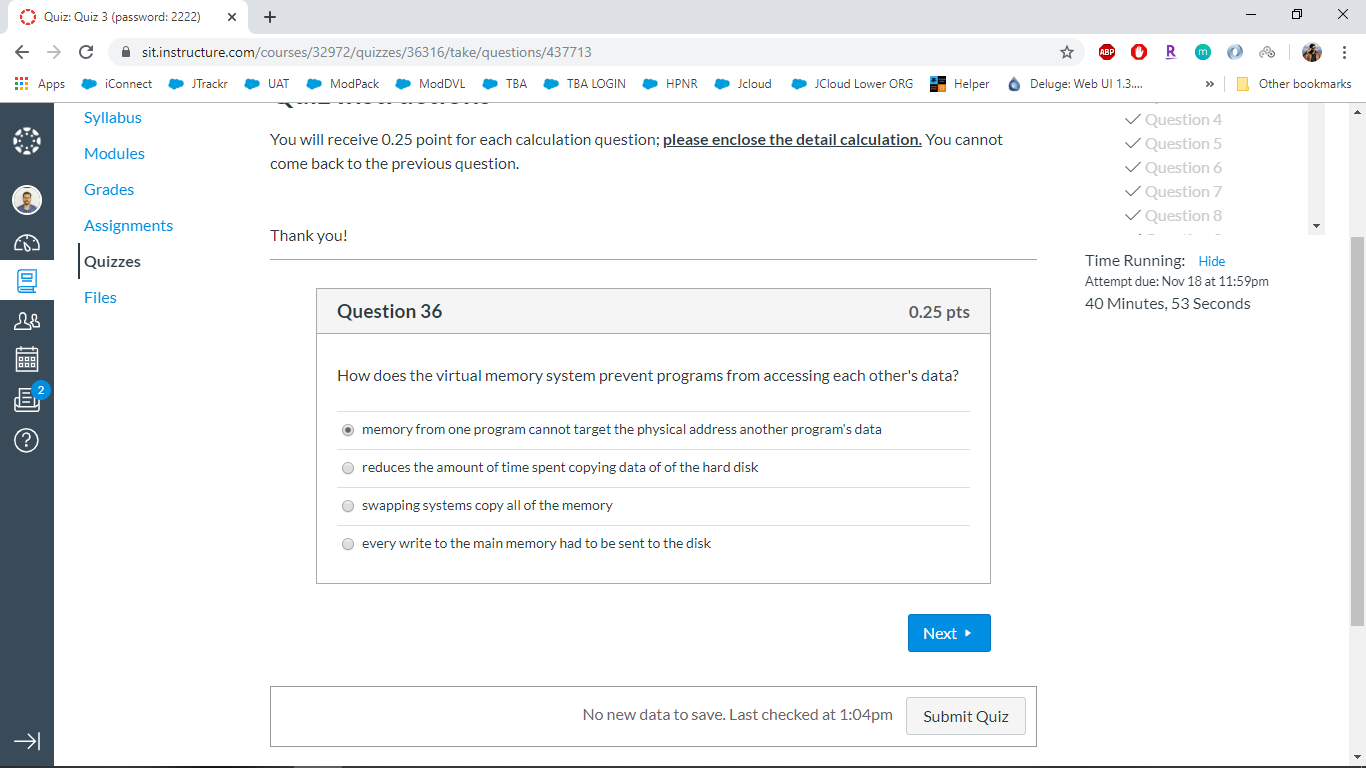 Quiz: Quiz 3 (password: 2222)
sit.instructure.com/courses/32972/quizzes/36316/take/questions/437713
ABP
R
m
Apps
iConnect
JTrackr
UAT
ModPack
ModDVL
TBA
TBA LOGIN
HPNR
Jcloud
JCloud Lower ORG
Helper
Deluge: Web UI 1.3....
»
Other bookmarks
Syllabus
Modules
Grades
Assignments
Quizzes
Files
2
You will receive 0.25 point for each calculation question; please enclose the detail calculation. You cannot
come back to the previous question.
Thank you!
Question 36
0.25 pts
How does the virtual memory system prevent programs from accessing each other's data?
memory from one program cannot target the physical address another program's data
reduces the amount of time spent copying data of of the hard disk
swapping systems copy all of the memory
every write to the main memory had to be sent to the disk
Next
No new data to save. Last checked at 1:04pm
Submit Quiz
Question 4
Question 5
Question 6
Question 7
Question 8
Time Running: Hide
Attempt due: Nov 18 at 11:59pm
40 Minutes, 53 Seconds